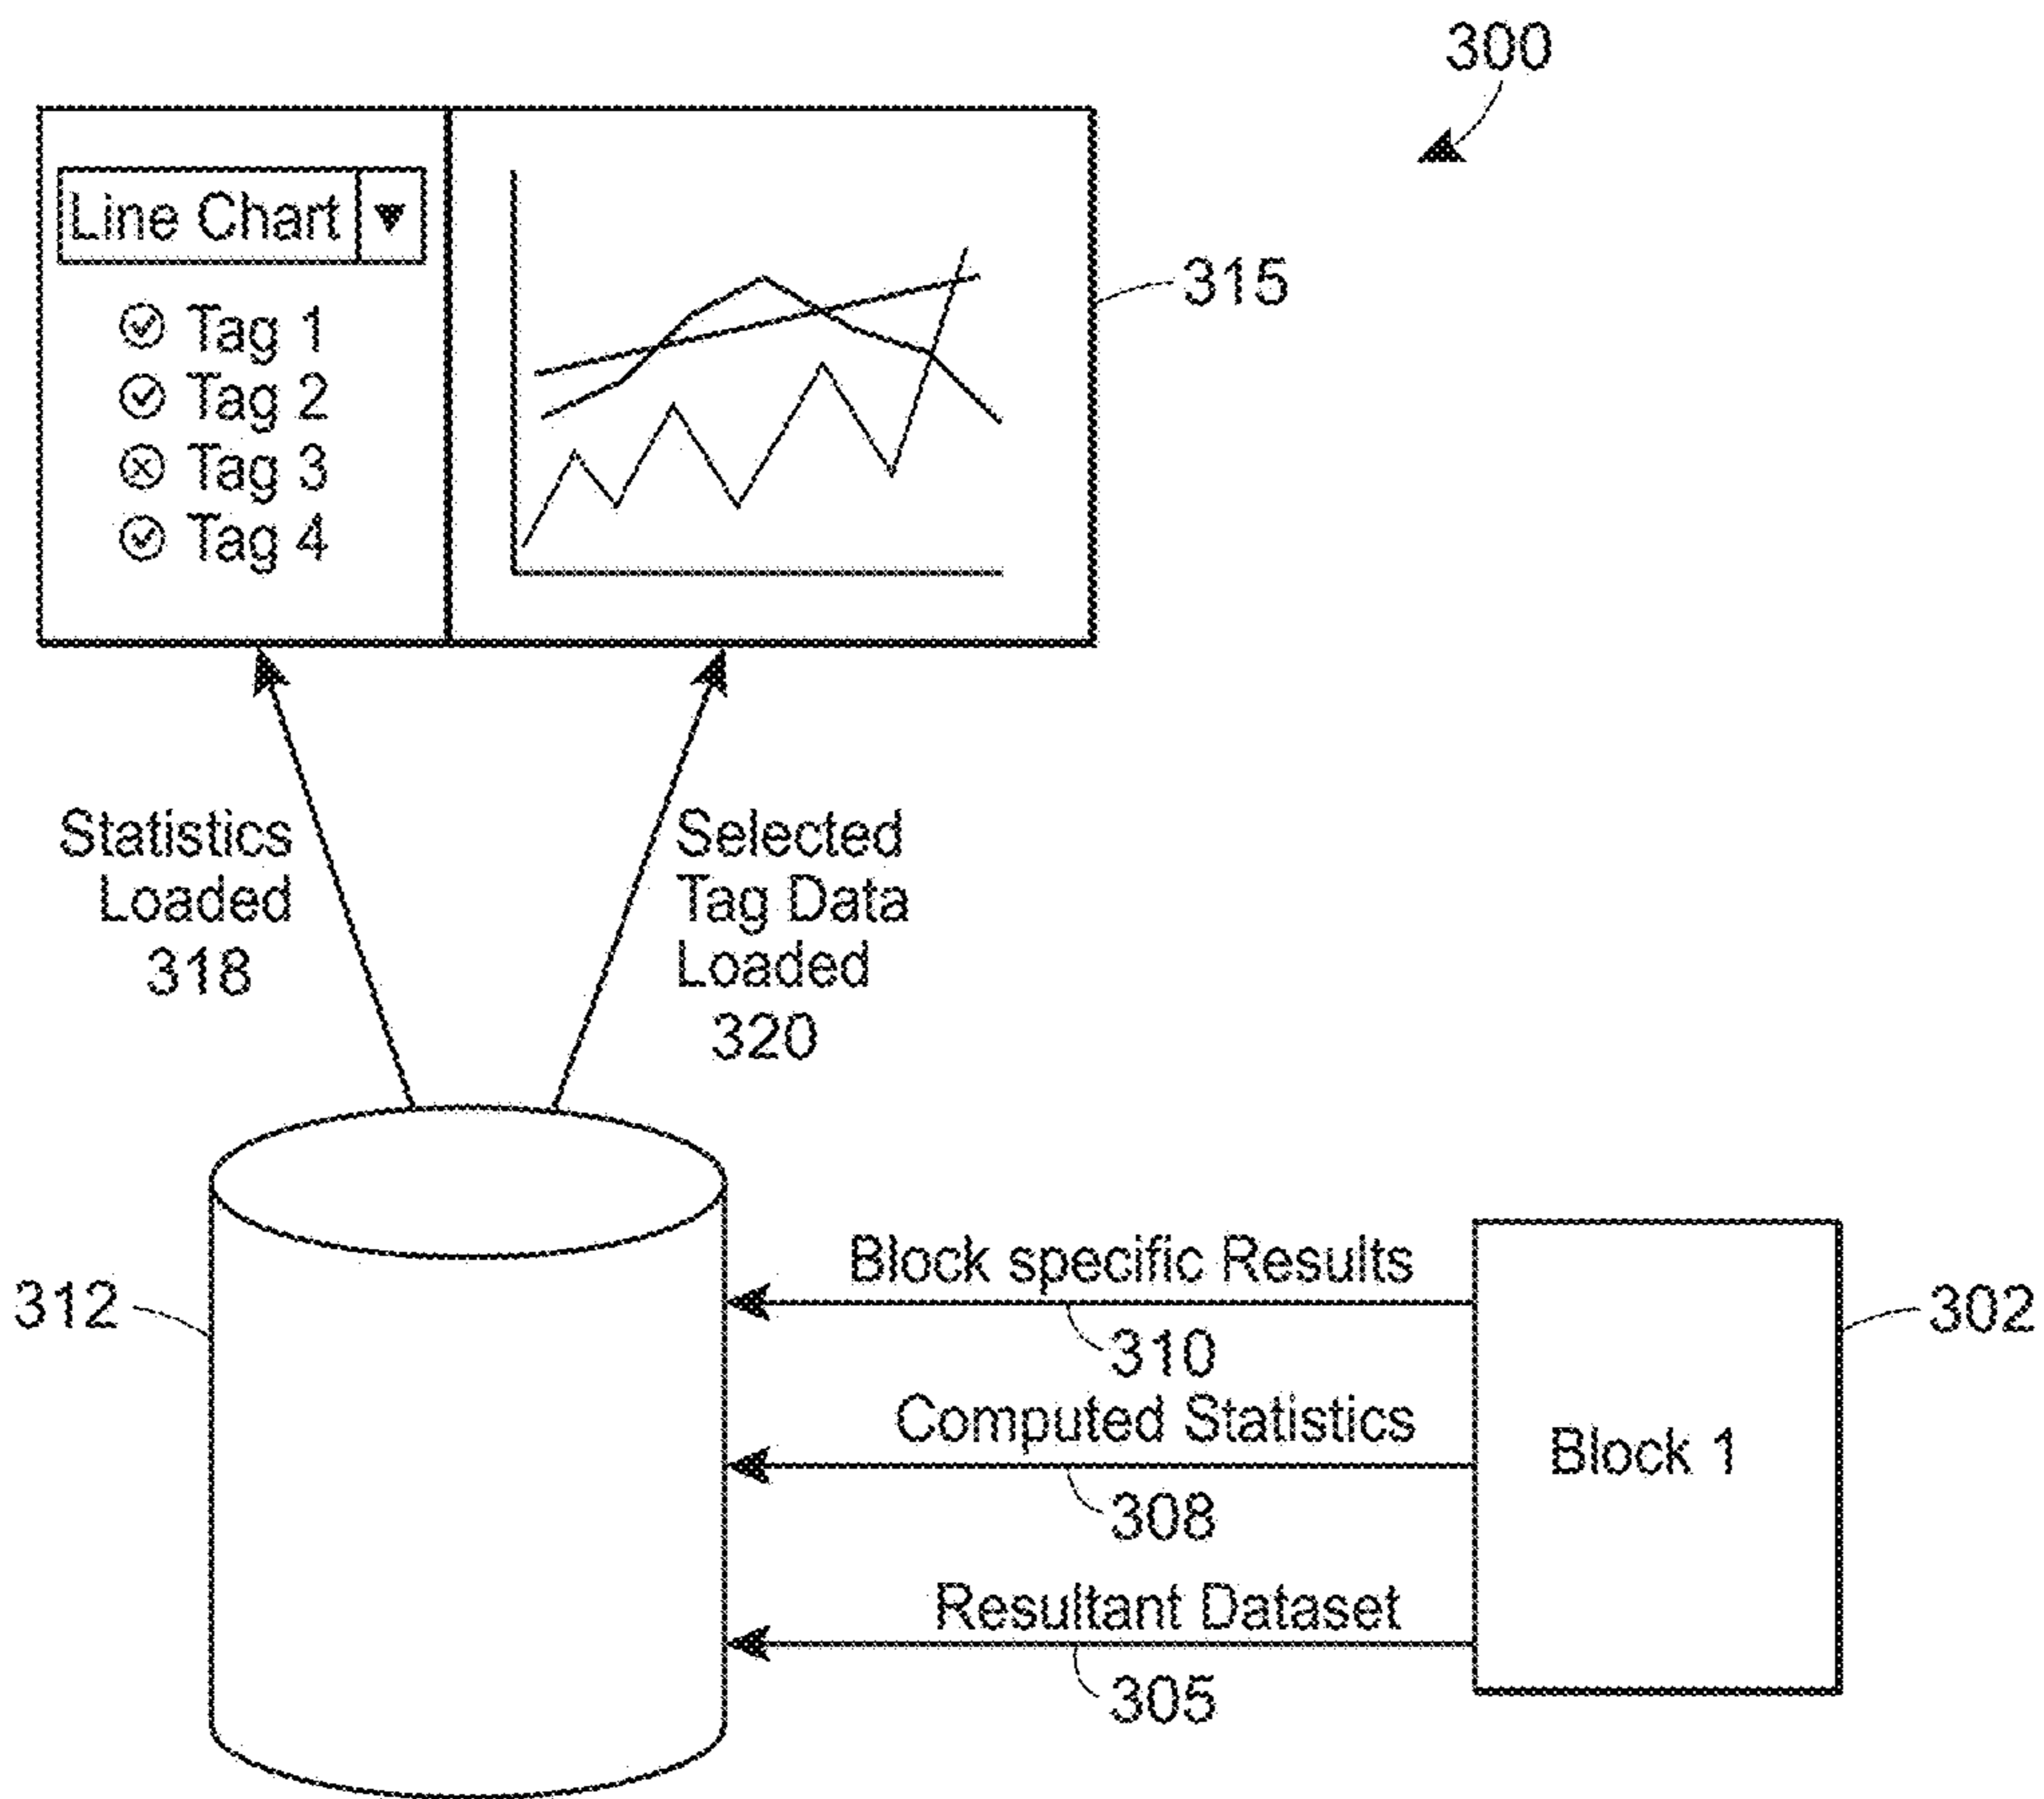 300
Line Chart
Tag 1
Tag 2
Tag 3
Tag 4
315
Statistics
Loaded
318
Selected
Tag Data
Loaded
320
312
Block specific Results
310
Computed Statistics
308
Resultant Dataset
305
Block 1
302